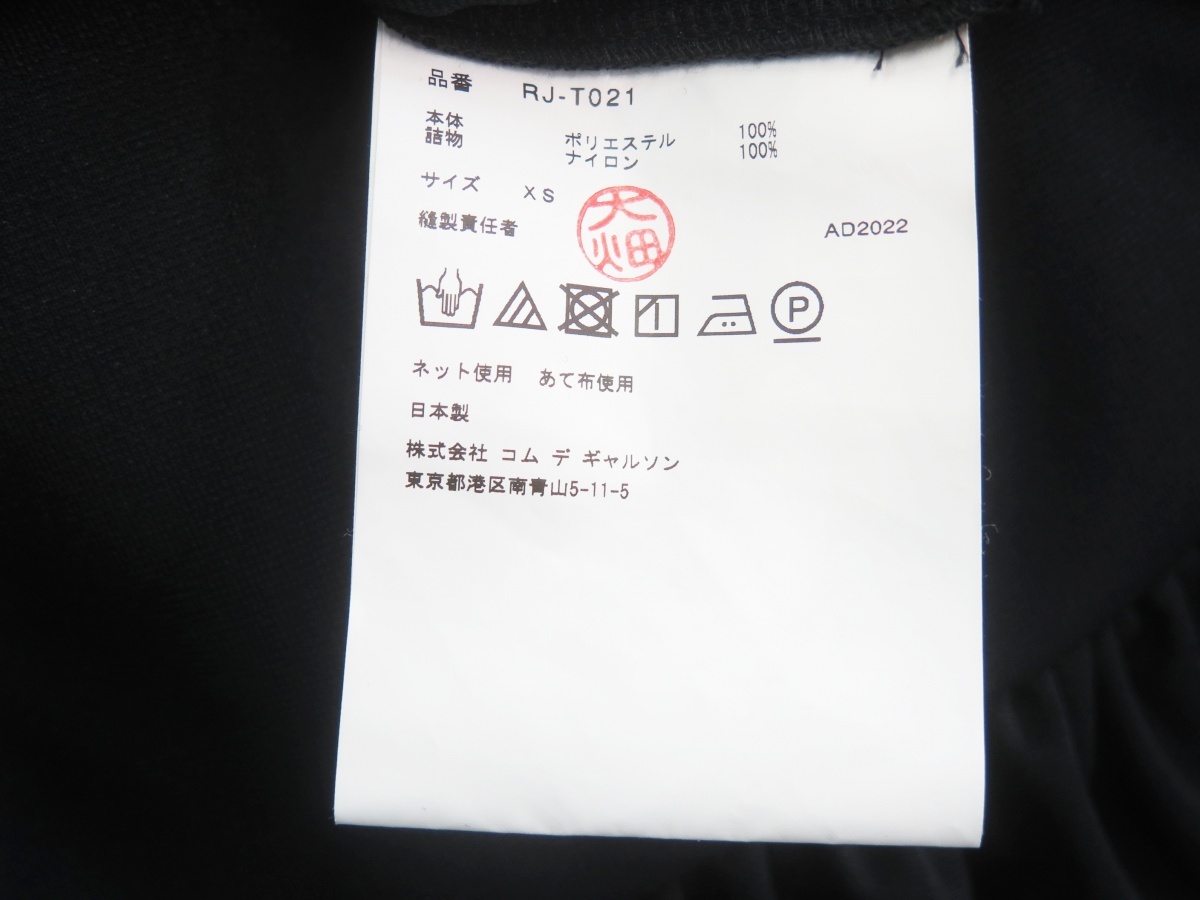 品番 RJ-T021
本体 ポリエステル 100%
詰物 ナイロン 100%
サイズ XS
縫製責任者 大畑 AD2022
P
ネット使用 あて布使用
日本製
株式会社 コム デ ギャルソン
東京都港区南青山5-11-5